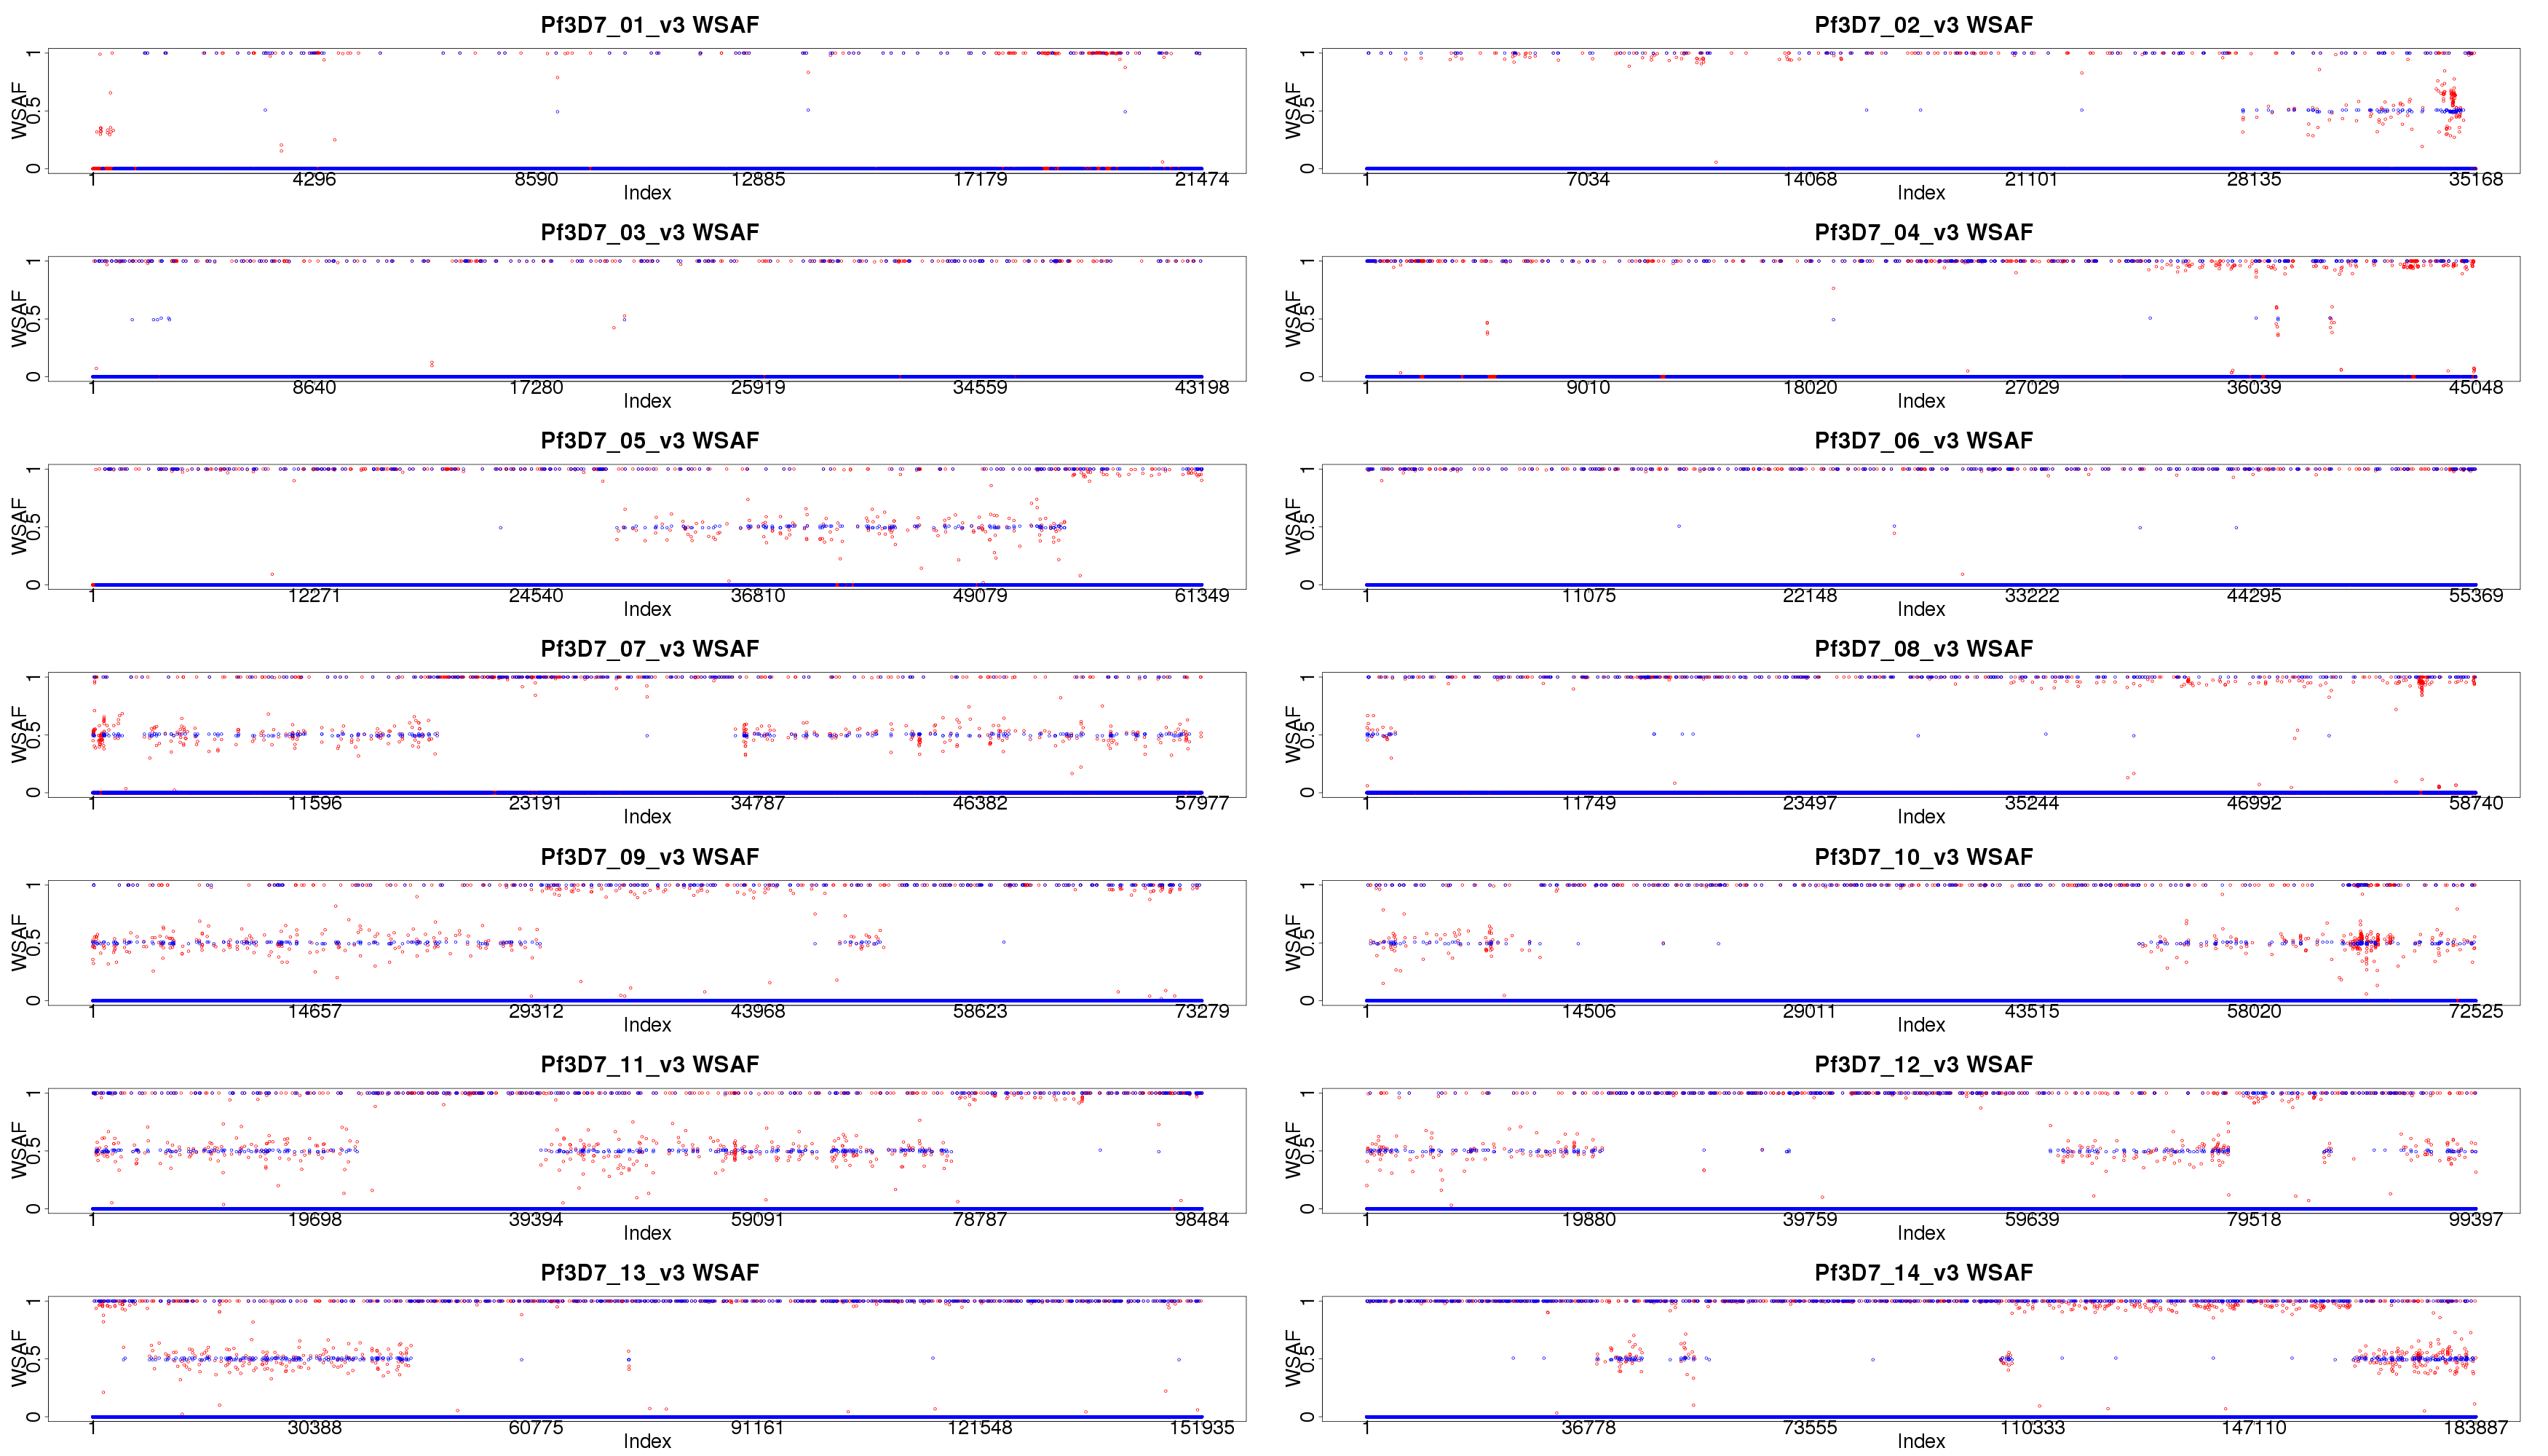 Pf3D7_01_v3 WSAF
WSAF
0 0.5 1
1 4296 8590 12885 17179 21474
Index
Pf3D7_02_v3 WSAF
WSAF
0 0.5 1
1 7034 14068 21101 28135 35168
Index
Pf3D7_03_v3 WSAF
WSAF
0 0.5 1
1 8640 17280 25919 34559 43198
Index
Pf3D7_04_v3 WSAF
WSAF
0 0.5 1
1 9010 18020 27029 36039 45048
Index
Pf3D7_05_v3 WSAF
WSAF
0 0.5 1
1 12271 24540 36810 49079 61349
Index
Pf3D7_06_v3 WSAF
WSAF
0 0.5 1
1 11075 22148 33222 44295 55369
Index
Pf3D7_07_v3 WSAF
WSAF
0 0.5 1
1 11596 23191 34787 46382 57977
Index
Pf3D7_08_v3 WSAF
WSAF
0 0.5 1
1 11749 23497 35244 46992 58740
Index
Pf3D7_09_v3 WSAF
WSAF
0 0.5 1
1 14657 29312 43968 58623 73279
Index
Pf3D7_10_v3 WSAF
WSAF
0 0.5 1
1 14506 29011 43515 58020 72525
Index
Pf3D7_11_v3 WSAF
WSAF
0 0.5 1
1 19698 39394 59091 78787 98484
Index
Pf3D7_12_v3 WSAF
WSAF
0 0.5 1
1 19880 39759 59639 79518 99397
Index
Pf3D7_13_v3 WSAF
WSAF
0 0.5 1
1 30388 60775 91161 121548 151935
Index
Pf3D7_14_v3 WSAF
WSAF
0 0.5 1
1 36778 73555 110333 147110 183887
Index